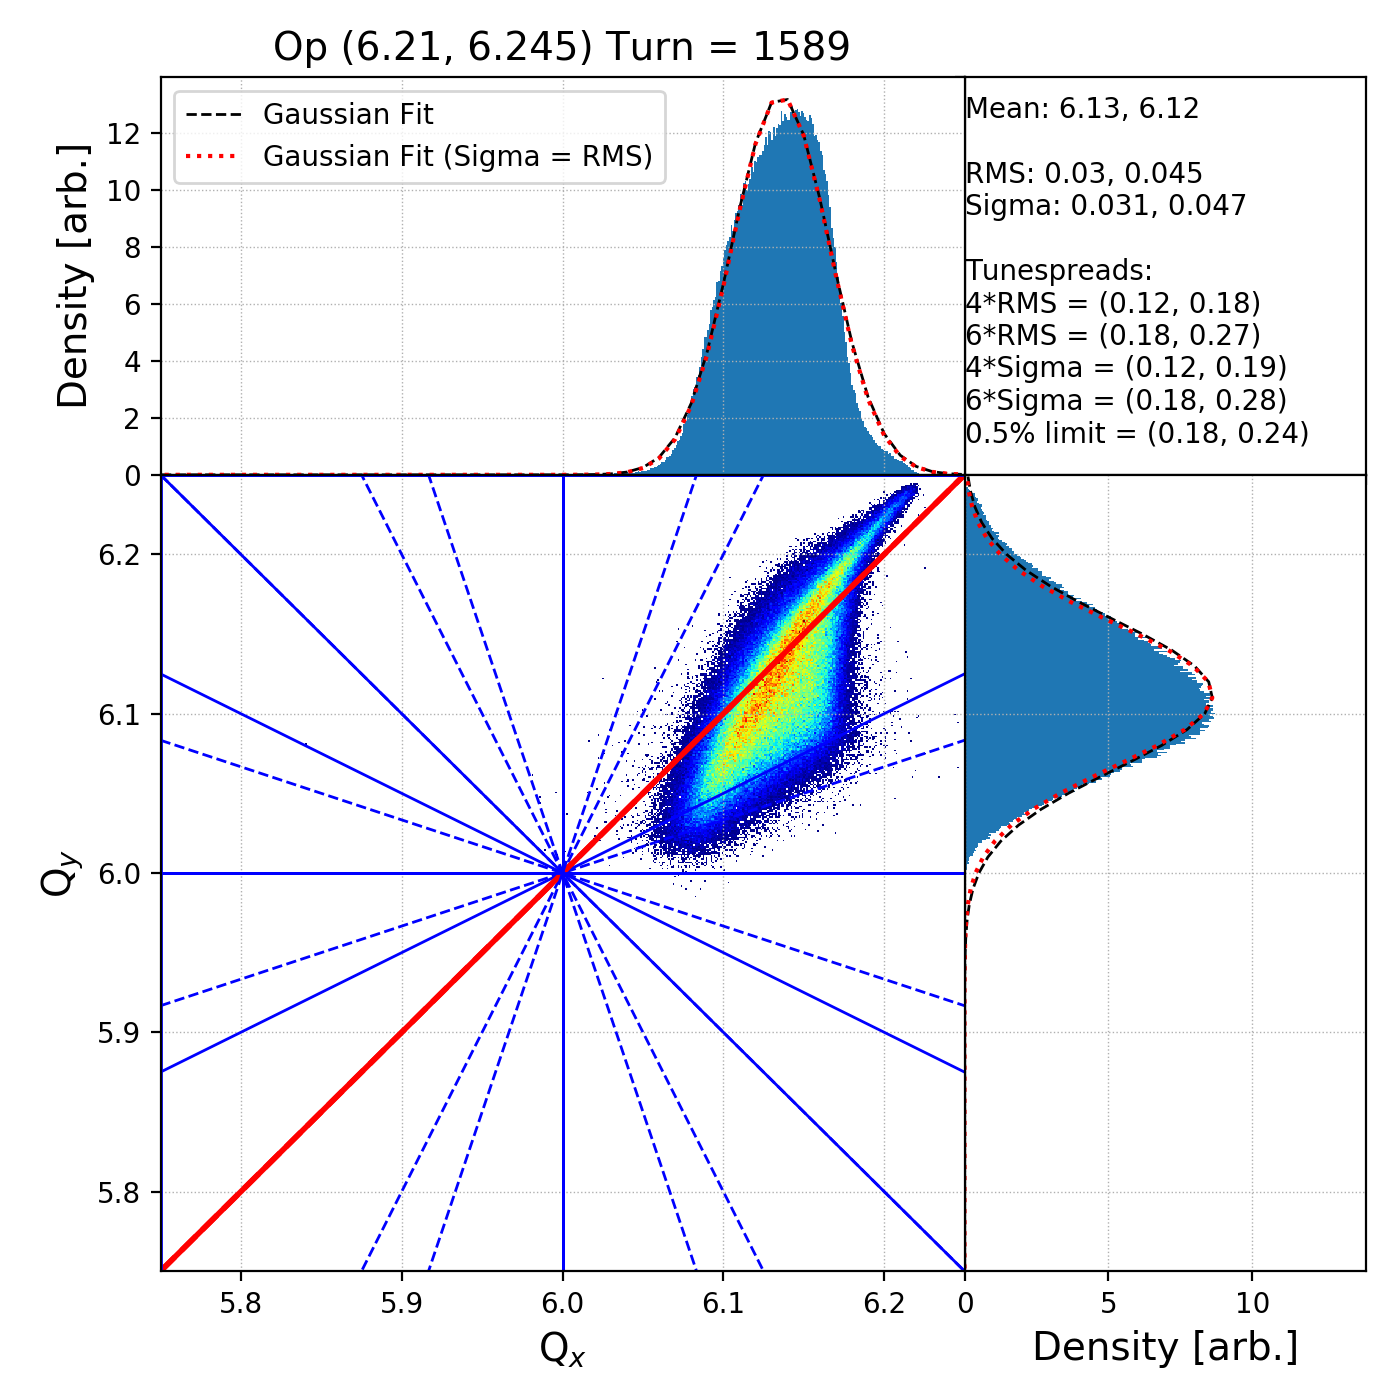 Op (6.21, 6.245) Turn = 1589
Gaussian Fit
Gaussian Fit (Sigma = RMS)
Density [arb.]
12
10
8
6
4
2
0
Mean: 6.13, 6.12
RMS: 0.03, 0.045
Sigma: 0.031, 0.047
Tunespreads:
4*RMS = (0.12, 0.18)
6*RMS = (0.18, 0.27)
4*Sigma = (0.12, 0.19)
6*Sigma = (0.18, 0.28)
0.5% limit = (0.18, 0.24)
Qy
6.2
6.1
6.0
5.9
5.8
5.8 5.9 6.0 6.1 6.2
Qx
0 5 10
Density [arb.]